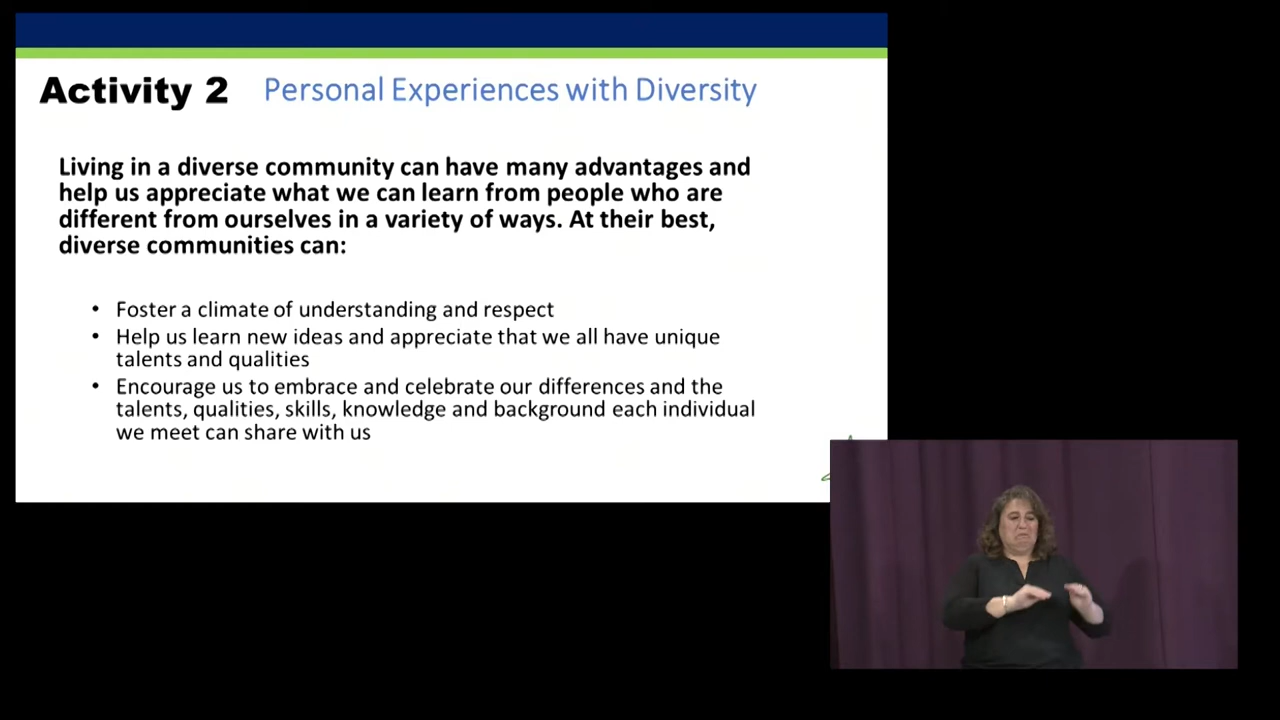 Activity 2 Personal Experiences with Diversity
Living in a diverse community can have many advantages and
help us appreciate what we can learn from people who are
different from ourselves in a variety of ways. At their best,
diverse communities can:
• Foster a climate of understanding and respect
• Help us learn new ideas and appreciate that we all have unique
talents and qualities
• Encourage us to embrace and celebrate our differences and the
talents, qualities, skills, knowledge and background each individual
we meet can share with us